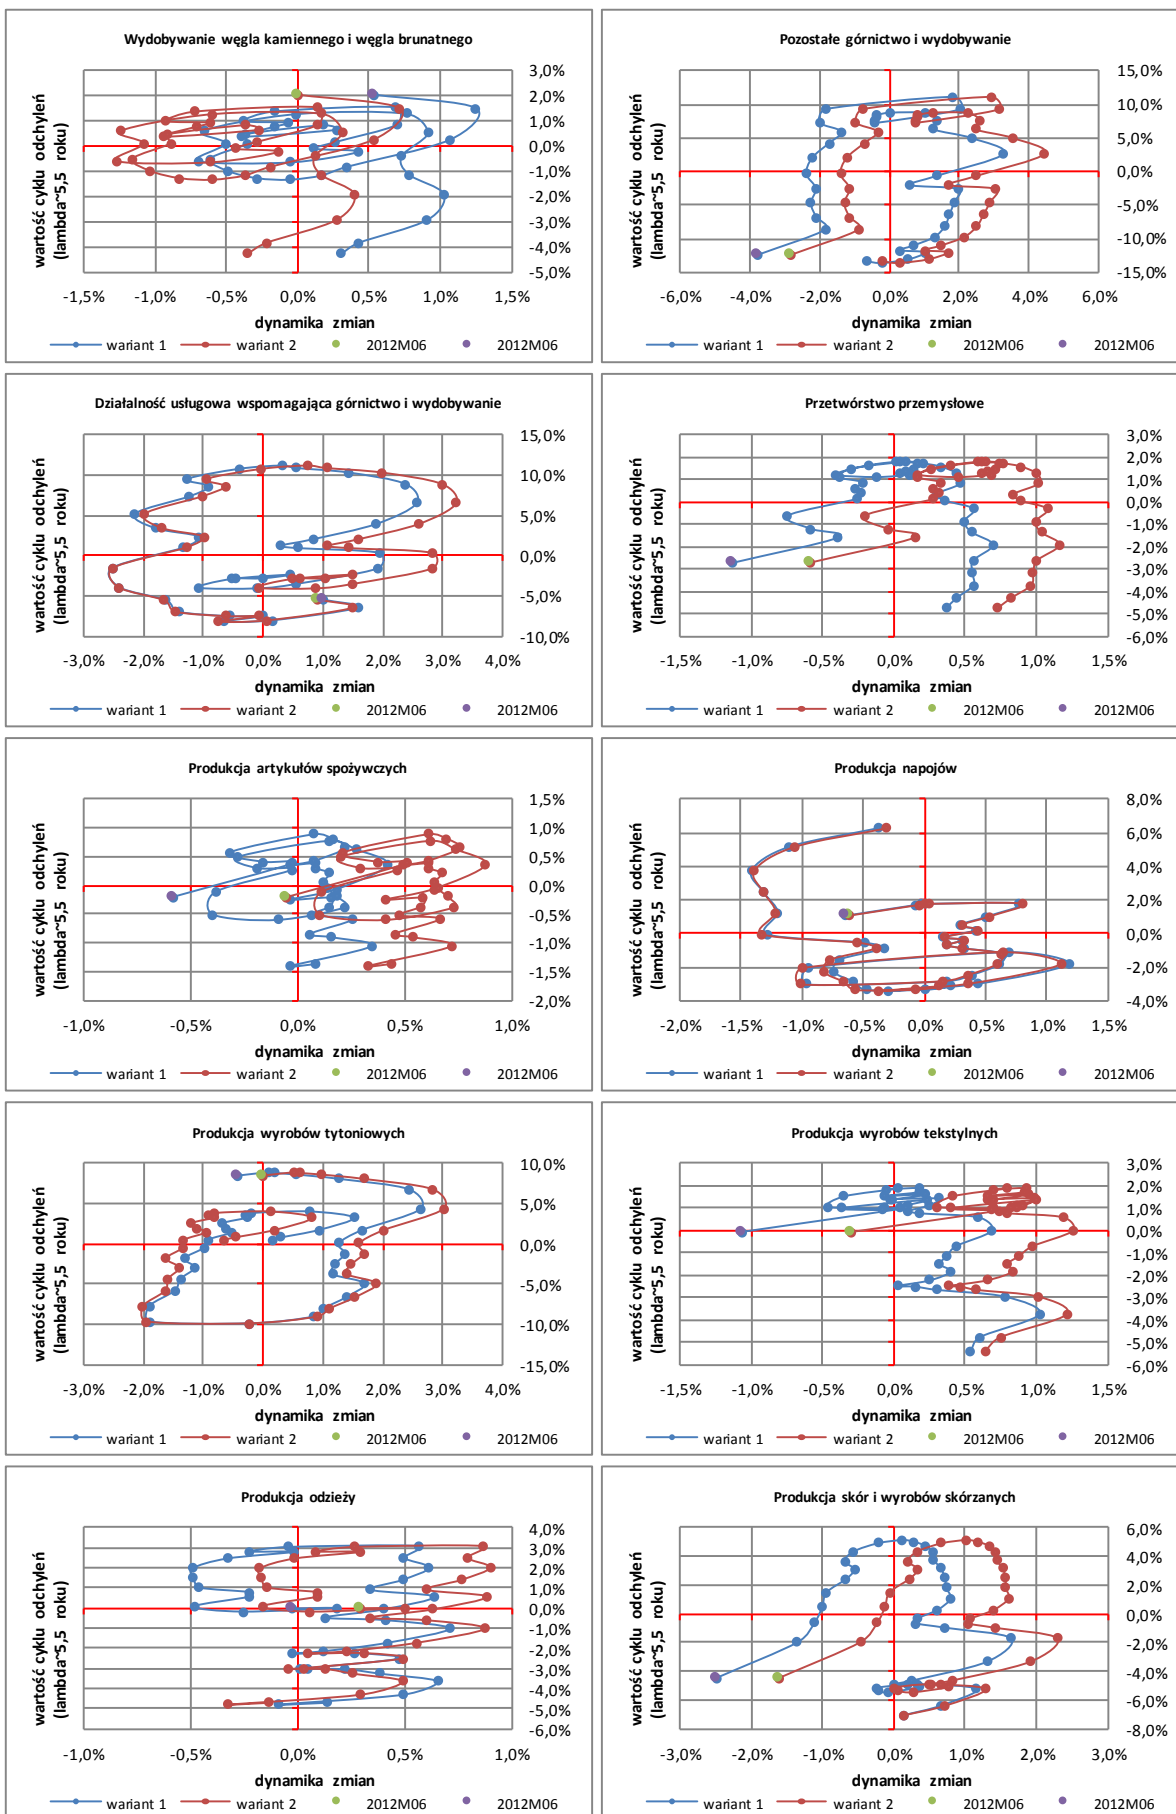 Wydobywanie węgla kamiennego i węgla brunatnego
wartość cyklu odchyleń
(lambda~5,5 roku)
3,0%
2,0%
1,0%
0,0%
-1,0%
-2,0%
-3,0%
-4,0%
-5,0%
-1,5% -1,0% -0,5% 0,0% 0,5% 1,0% 1,5%
dynamika zmian
wariant 1 wariant 2 2012M06 2012M06
Pozostałe górnictwo i wydobywanie
wartość cyklu odchyleń
(lambda~5,5 roku)
15,0%
10,0%
5,0%
0,0%
-5,0%
-10,0%
-15,0%
-6,0% -4,0% -2,0% 0,0% 2,0% 4,0% 6,0%
dynamika zmian
wariant 1 wariant 2 2012M06 2012M06
Działalność usługowa wspomagająca górnictwo i wydobywanie
wartość cyklu odchyleń
(lambda~5,5 roku)
15,0%
10,0%
5,0%
0,0%
-5,0%
-10,0%
-3,0% -2,0% -1,0% 0,0% 1,0% 2,0% 3,0% 4,0%
dynamika zmian
wariant 1 wariant 2 2012M06 2012M06
Przetwórstwo przemysłowe
wartość cyklu odchyleń
(lambda~5,5 roku)
3,0%
2,0%
1,0%
0,0%
-1,0%
-2,0%
-3,0%
-4,0%
-5,0%
-6,0%
-1,5% -1,0% -0,5% 0,0% 0,5% 1,0% 1,5%
dynamika zmian
wariant 1 wariant 2 2012M06 2012M06
Produkcja artykułów spożywczych
wartość cyklu odchyleń
(lambda~5,5 roku)
1,5%
1,0%
0,5%
0,0%
-0,5%
-1,0%
-1,5%
-2,0%
-1,0% -0,5% 0,0% 0,5% 1,0%
dynamika zmian
wariant 1 wariant 2 2012M06 2012M06
Produkcja napojów
wartość cyklu odchyleń
(lambda~5,5 roku)
8,0%
6,0%
4,0%
2,0%
0,0%
-2,0%
-4,0%
-2,0% -1,5% -1,0% -0,5% 0,0% 0,5% 1,0% 1,5%
dynamika zmian
wariant 1 wariant 2 2012M06 2012M06
Produkcja wyrobów tytoniowych
wartość cyklu odchyleń
(lambda~5,5 roku)
10,0%
5,0%
0,0%
-5,0%
-10,0%
-15,0%
-3,0% -2,0% -1,0% 0,0% 1,0% 2,0% 3,0% 4,0%
dynamika zmian
wariant 1 wariant 2 2012M06 2012M06
Produkcja wyrobów tekstylnych
wartość cyklu odchyleń
(lambda~5,5 roku)
3,0%
2,0%
1,0%
0,0%
-1,0%
-2,0%
-3,0%
-4,0%
-5,0%
-6,0%
-1,5% -1,0% -0,5% 0,0% 0,5% 1,0% 1,5%
dynamika zmian
wariant 1 wariant 2 2012M06 2012M06
Produkcja odzieży
wartość cyklu odchyleń
(lambda~5,5 roku)
4,0%
3,0%
2,0%
1,0%
0,0%
-1,0%
-2,0%
-3,0%
-4,0%
-5,0%
-6,0%
-1,0% -0,5% 0,0% 0,5% 1,0%
dynamika zmian
wariant 1 wariant 2 2012M06 2012M06
Produkcja skór i wyrobów skórzanych
wartość cyklu odchyleń
(lambda~5,5 roku)
6,0%
4,0%
2,0%
0,0%
-2,0%
-4,0%
-6,0%
-8,0%
-3,0% -2,0% -1,0% 0,0% 1,0% 2,0% 3,0%
dynamika zmian
wariant 1 wariant 2 2012M06 2012M06